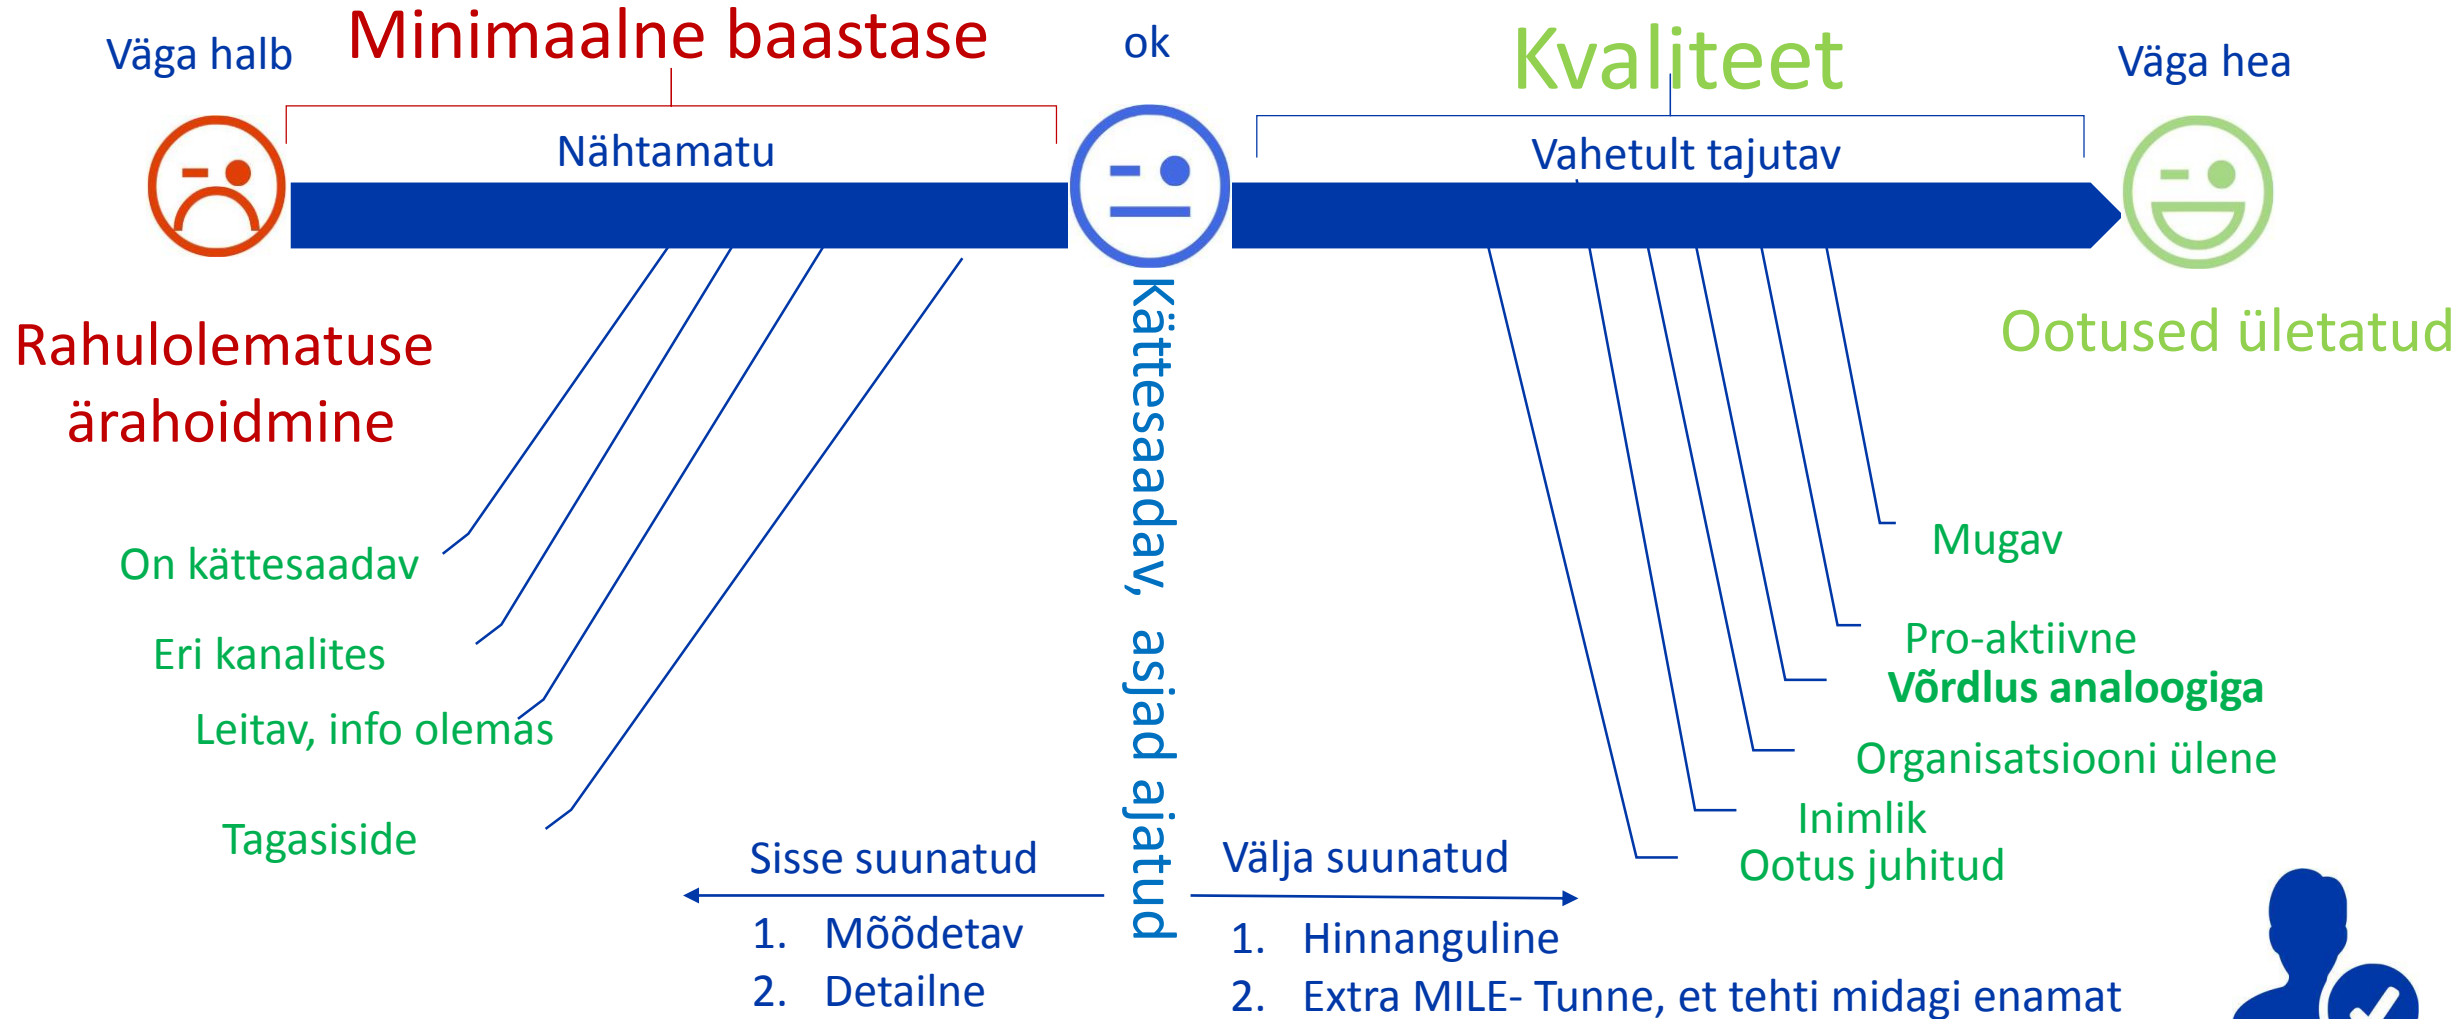 Väga halb
Minimaalne baastase
ok
Kvaliteet
Väga hea
Nähtamatu
Vahetult tajutav
Rahulolematuse
ärahoidmine
Kättesaadav, asjad ajatud
Ootused ületatud
On kättesaadav
Eri kanalites
Leitav, info olemas
Tagasiside
Mugav
Pro-aktiivne
Võrdlus analoogiga
Organisatsiooni ülene
Inimlik
Ootus juhitud
Sisse suunatud
1. Mõõdetav
2. Detailne
Välja suunatud
1. Hinnanguline
2. Extra MILE- Tunne, et tehti midagi enamat